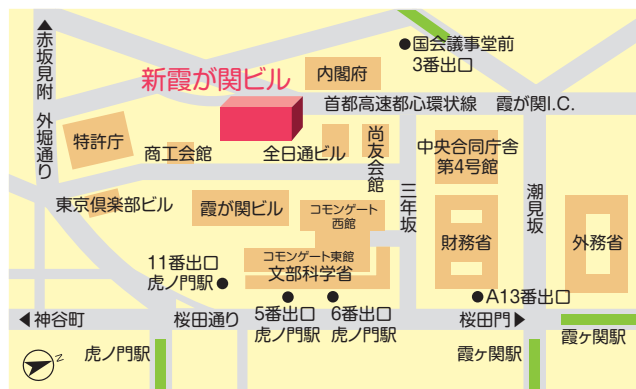 ▲赤坂見附 外堀通り
●国会議事堂前
3番出口
新霞が関ビル
内閣府
首都高速都心環状線 霞が関I.C.
特許庁
商工会館
全日通ビル
尚友会館
中央合同庁舎
第4号館
東京倶楽部ビル
霞が関ビル
コモンゲート
西館
三年坂
潮見坂
財務省
外務省
コモンゲート東館
文部科学省
11番出口
虎ノ門駅●
5番出口
虎ノ門駅
6番出口
虎ノ門駅
●A13番出口
◀神谷町
桜田通り
桜田門▶
虎ノ門駅
霞ヶ関駅
霞ヶ関駅
Z